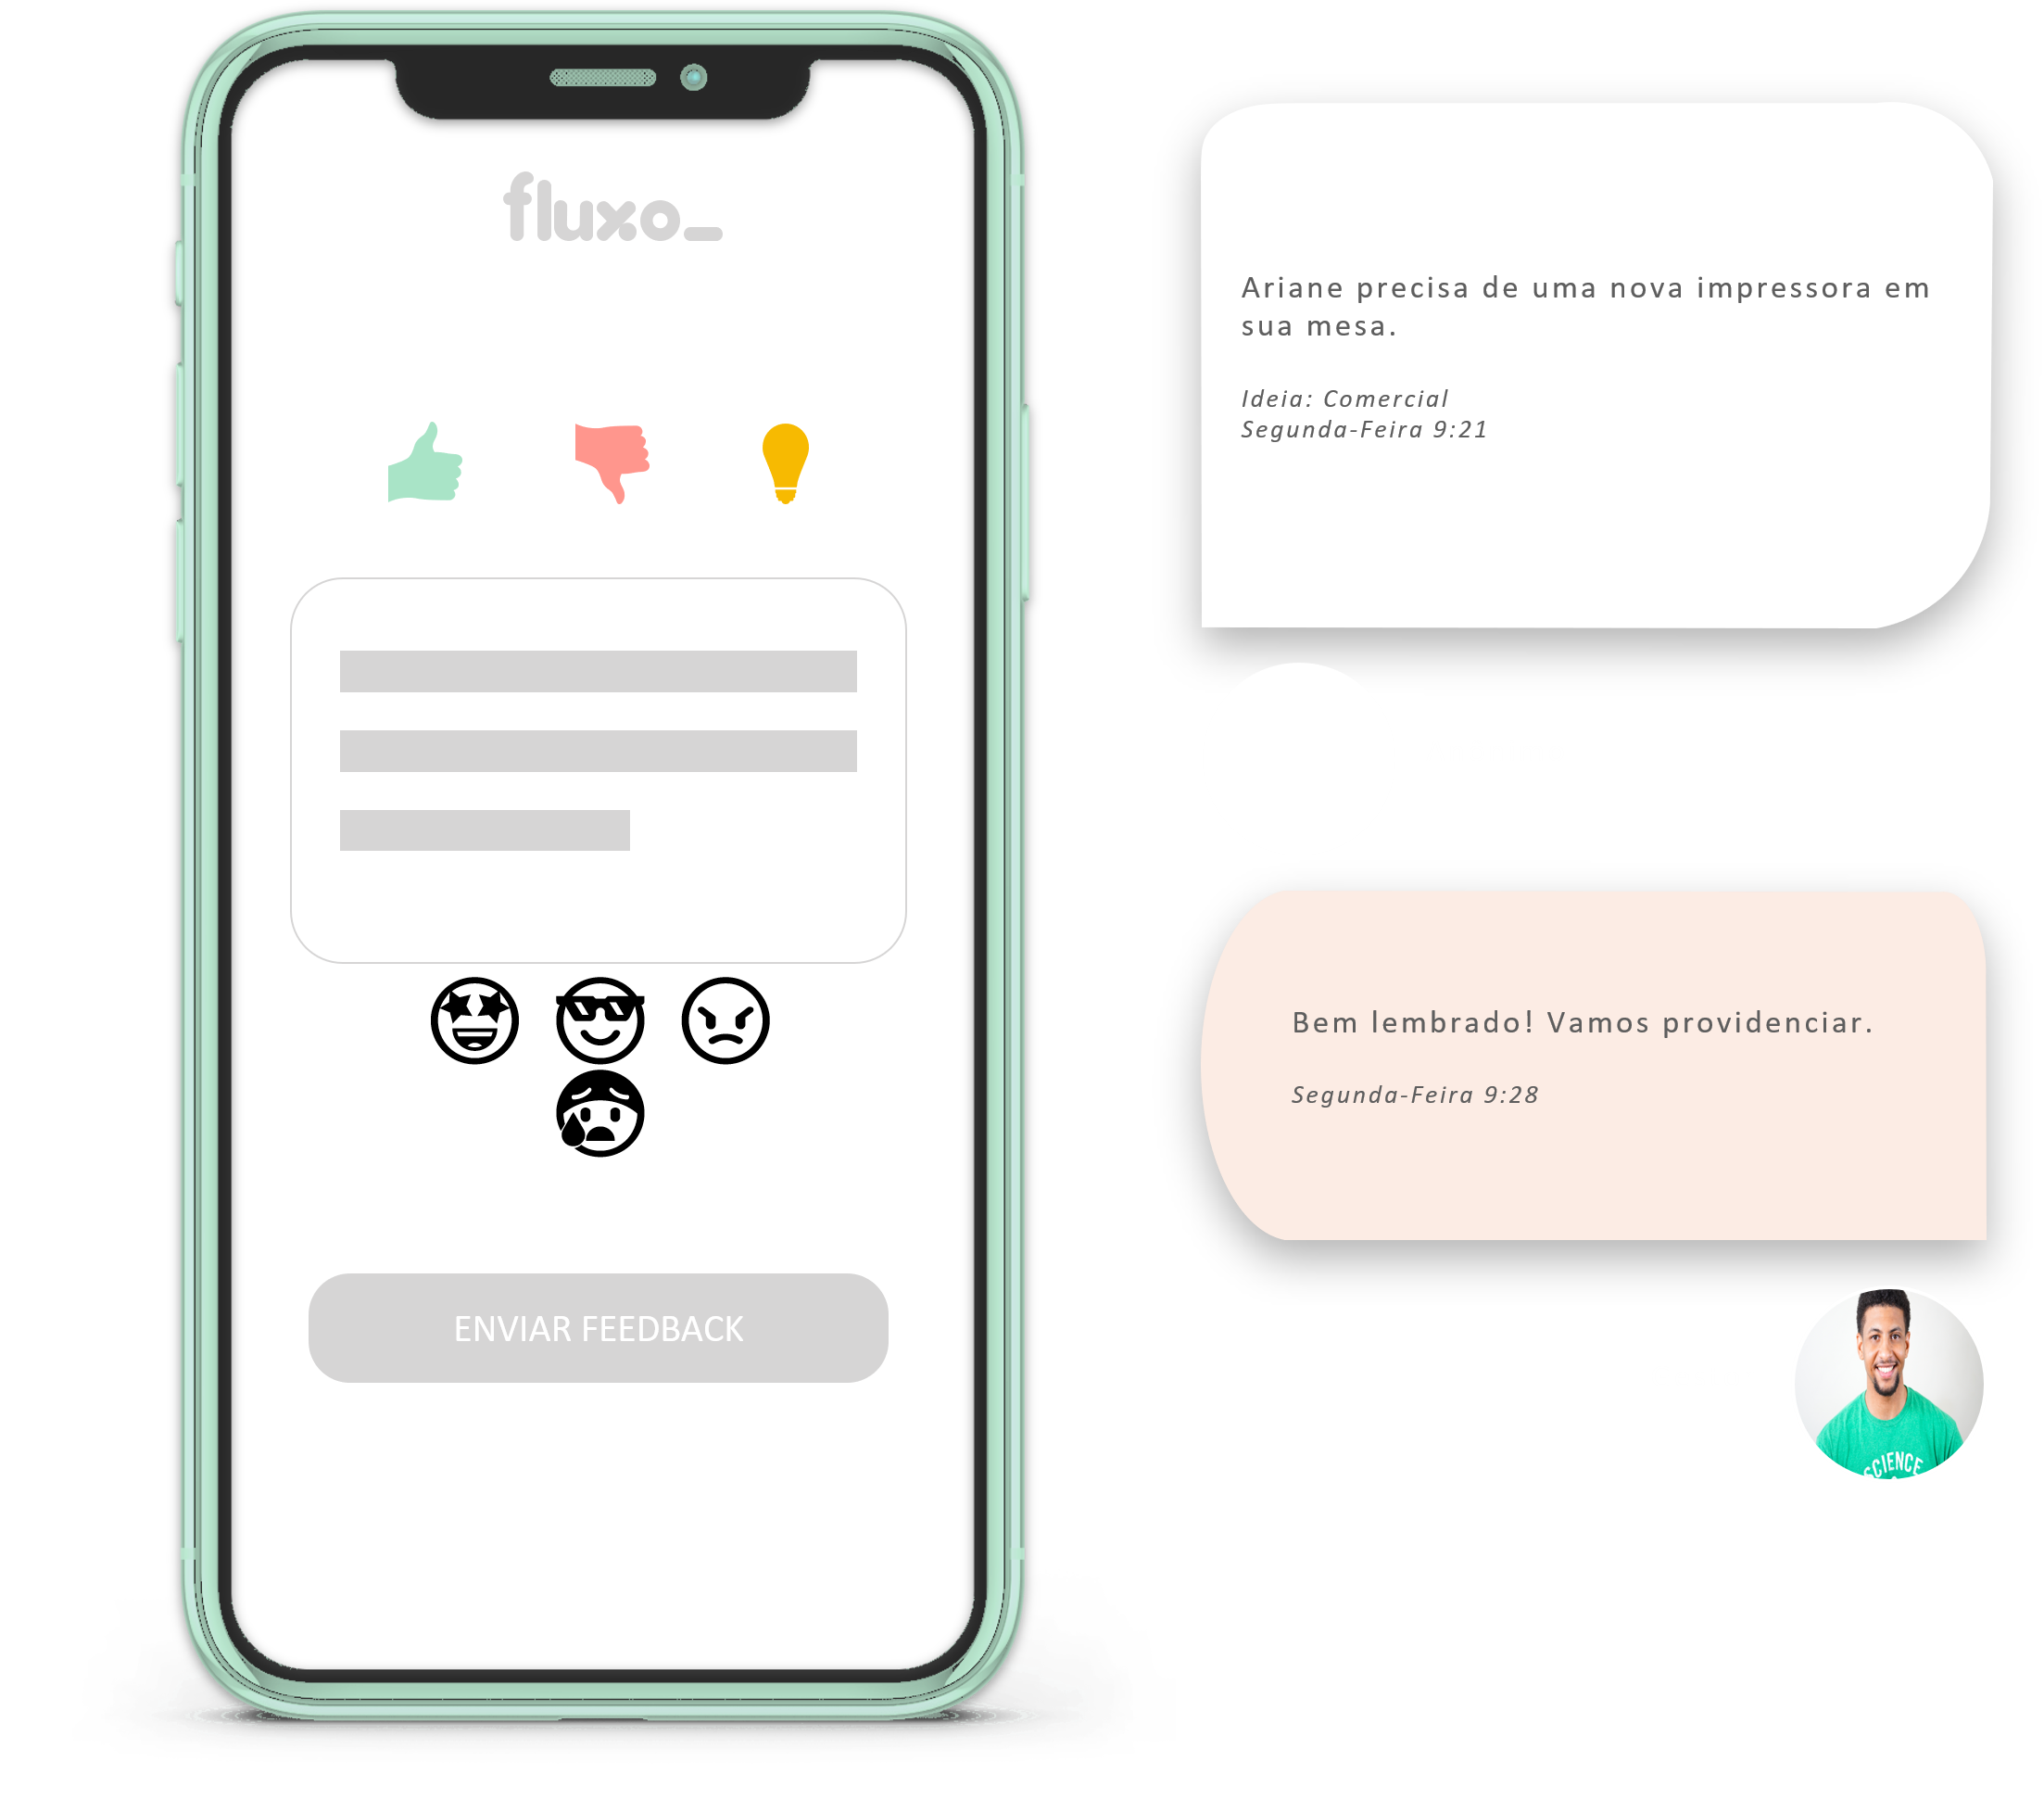 fluxo_
ENVIAR FEEDBACK
Ariane precisa de uma nova impressora em
sua mesa.
Ideia: Comercial
Segunda-Feira 9:21
Bem lembrado! Vamos providenciar.
Segunda-Feira 9:28
SCIENCE